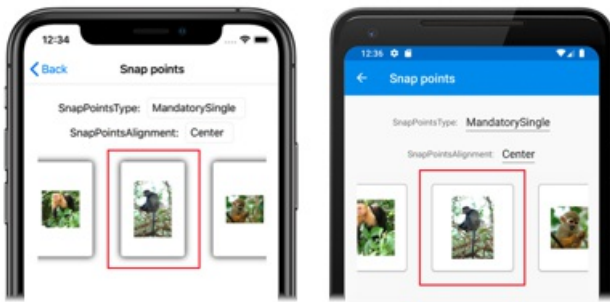 12:34
Back
Snap points
SnapPointsType: MandatorySingle
SnapPointsAlignment: Center
12:36
Snap points
SnapPointsType: MandatorySingle
SnapPointsAlignment: Center